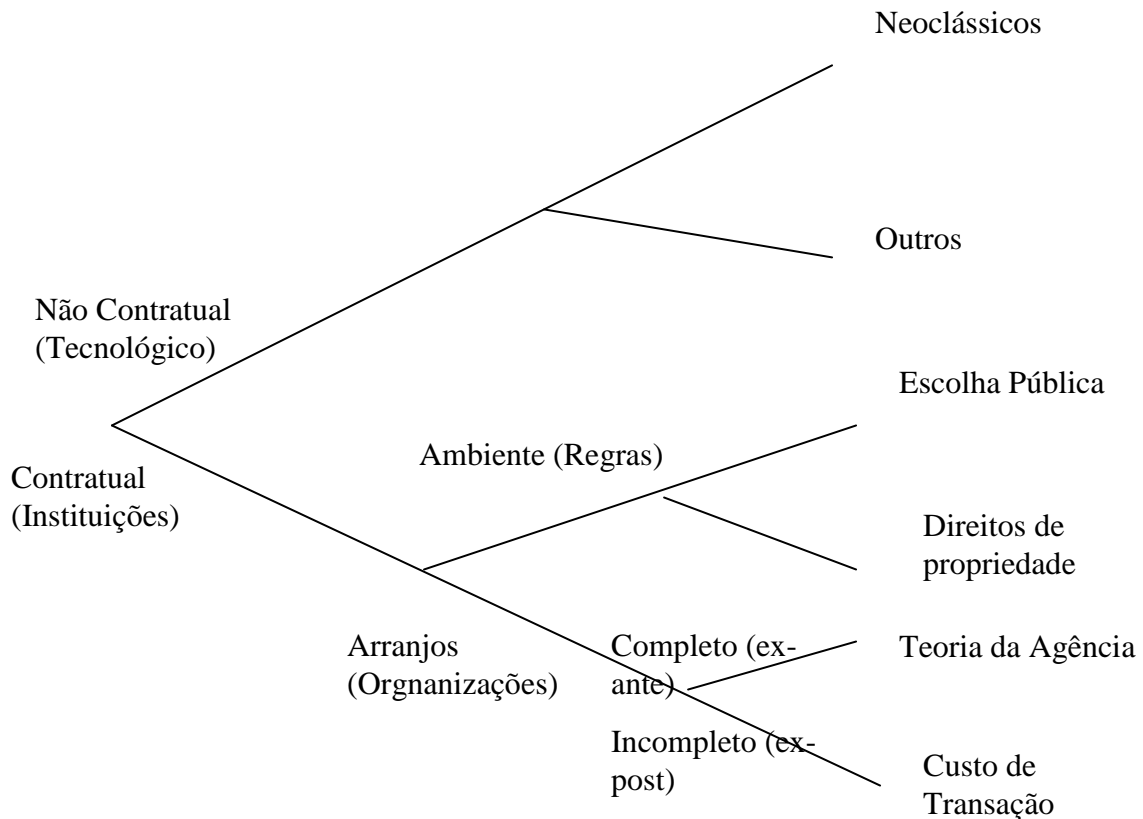 Neoclássicos
Outros
Não Contratual
(Tecnológico)
Escolha Pública
Ambiente (Regras)
Contratual
(Instituições)
Direitos de
propriedade
Arranjos
(Orgnanizações)
Completo (ex-
ante)
Teoria da Agência
Incompleto (ex-
post)
Custo de
Transação